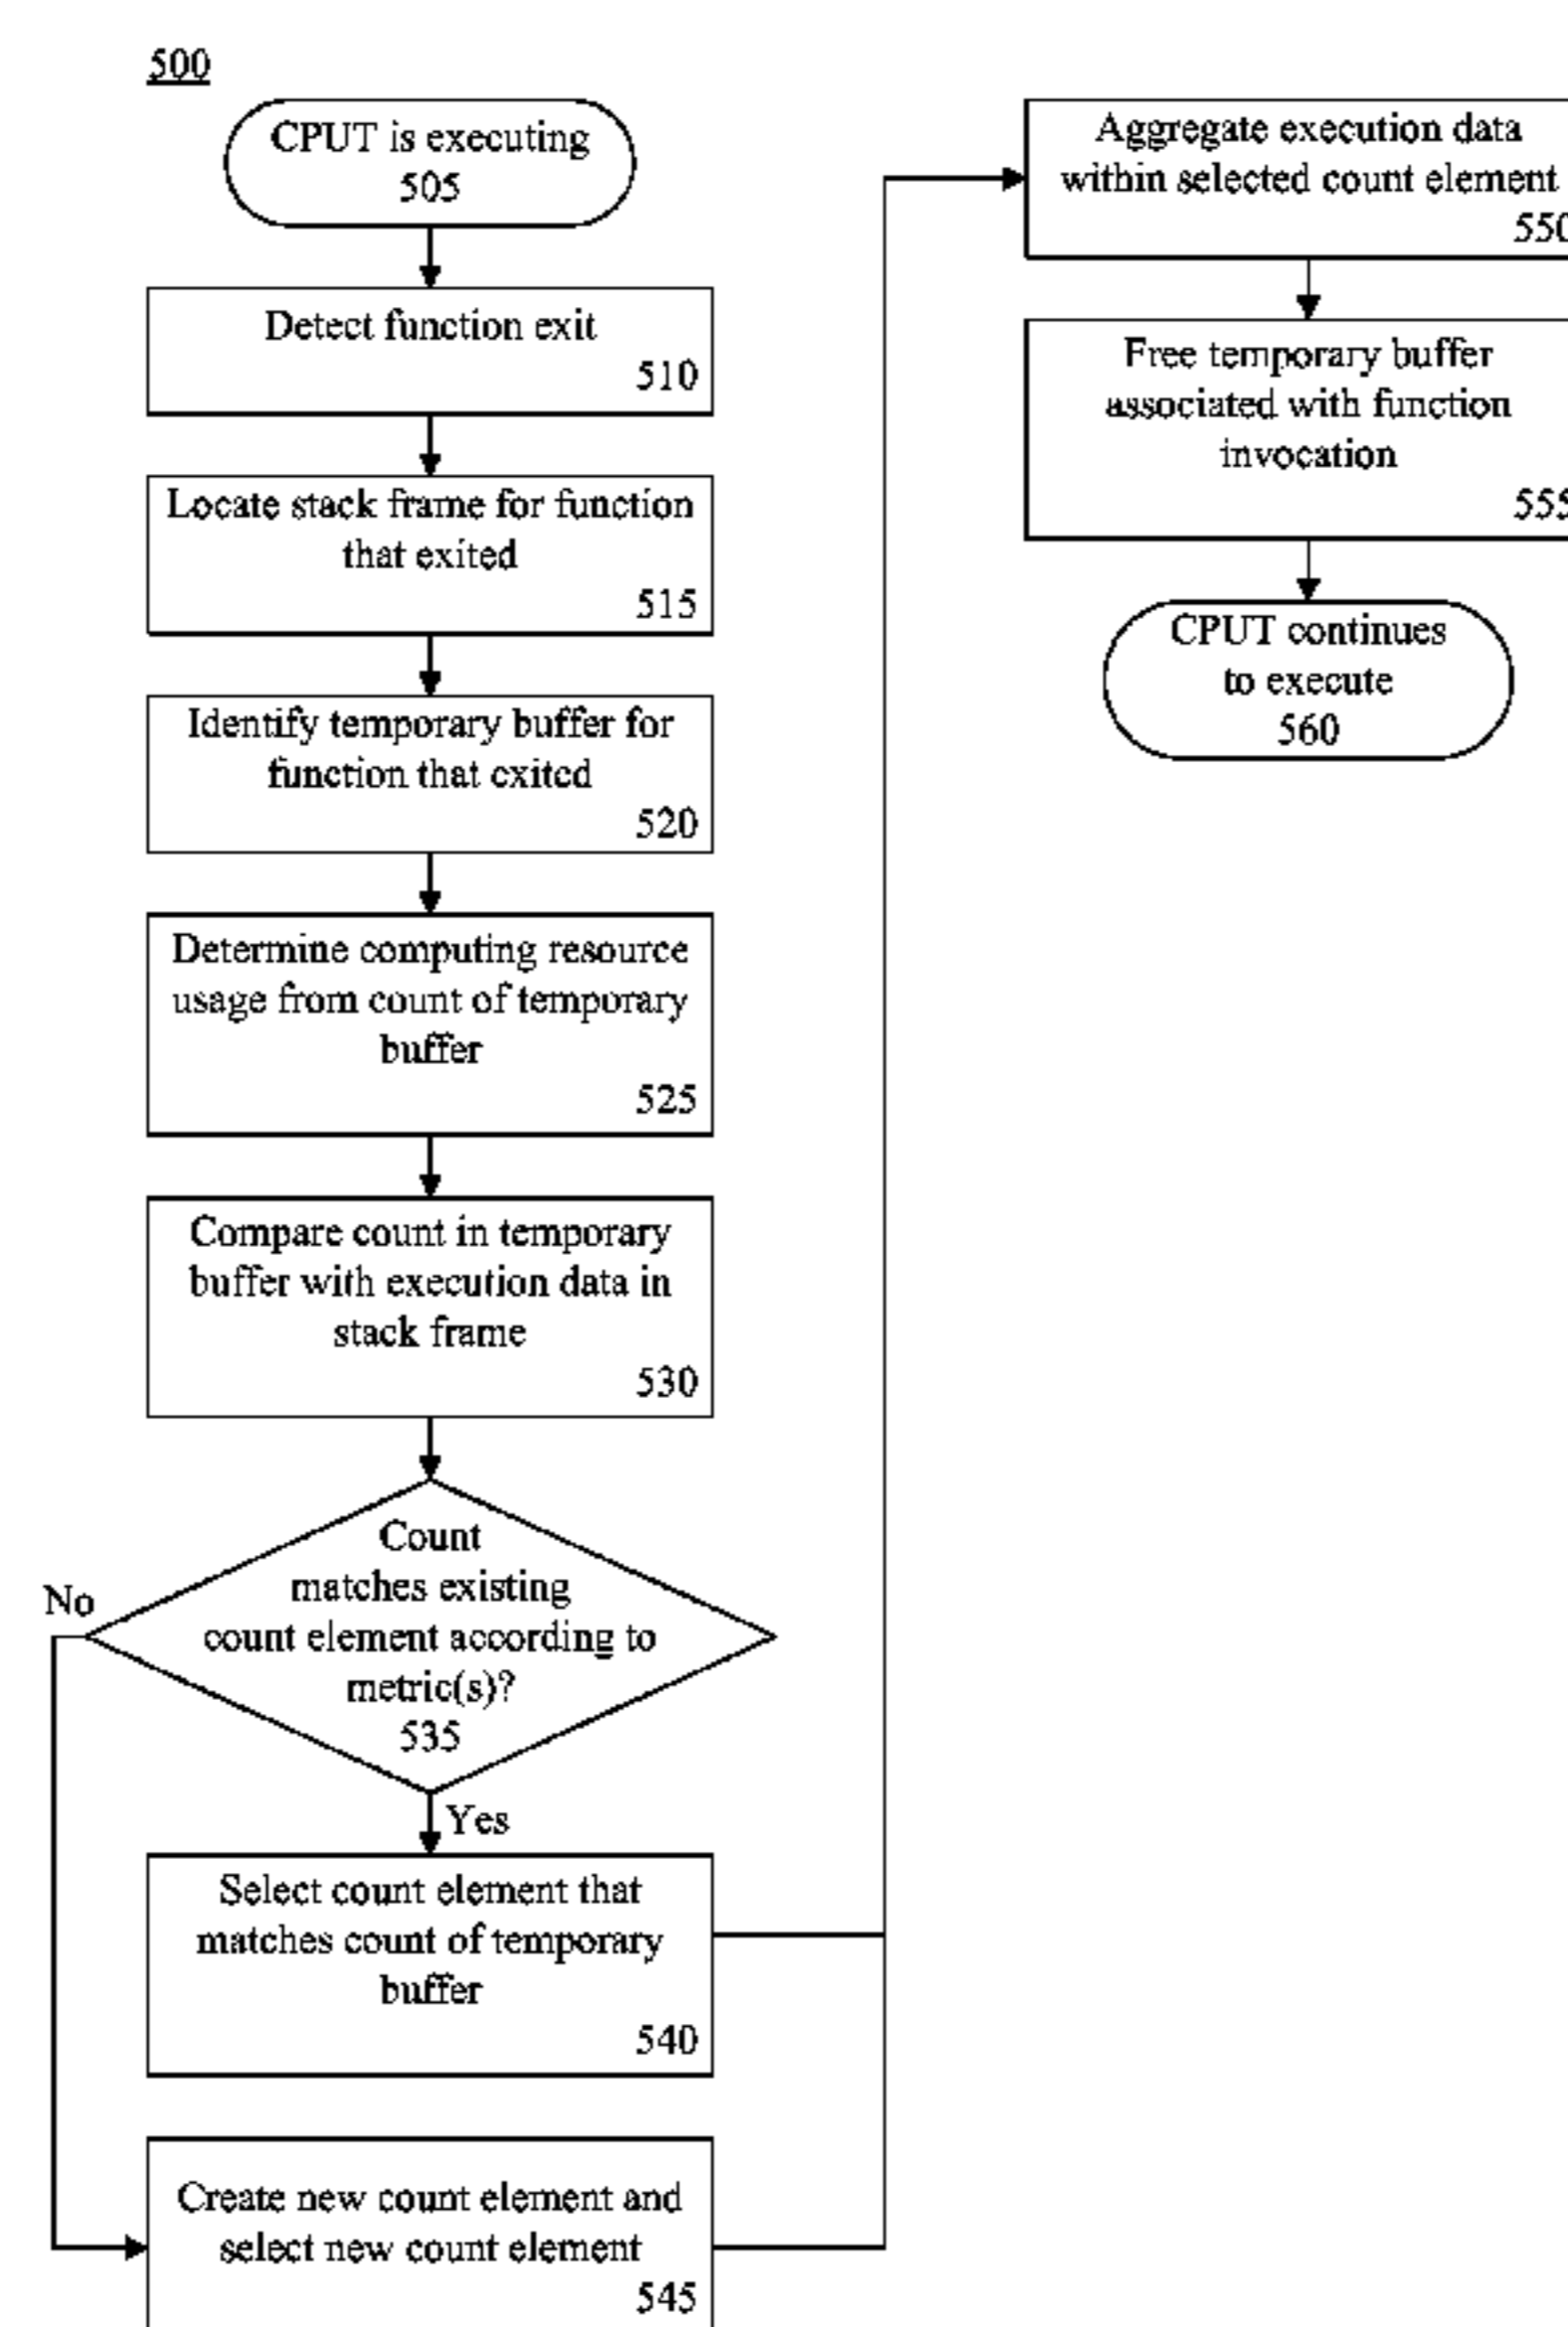 500
CPUT is executing
505
Detect function exit
510
Locate stack frame for function
that exited
515
Identify temporary buffer for
function that exited
520
Determine computing resource
usage from count of temporary
buffer
525
Compare count in temporary
buffer with execution data in
stack frame
530
Count
matches existing
count element according to
metric(s)?
535
No
Yes
Select count element that
matches count of temporary
buffer
540
Create new count element and
select new count element
545
Aggregate execution data
within selected count element
550
Free temporary buffer
associated with function
invocation
555
CPUT continues
to execute
560